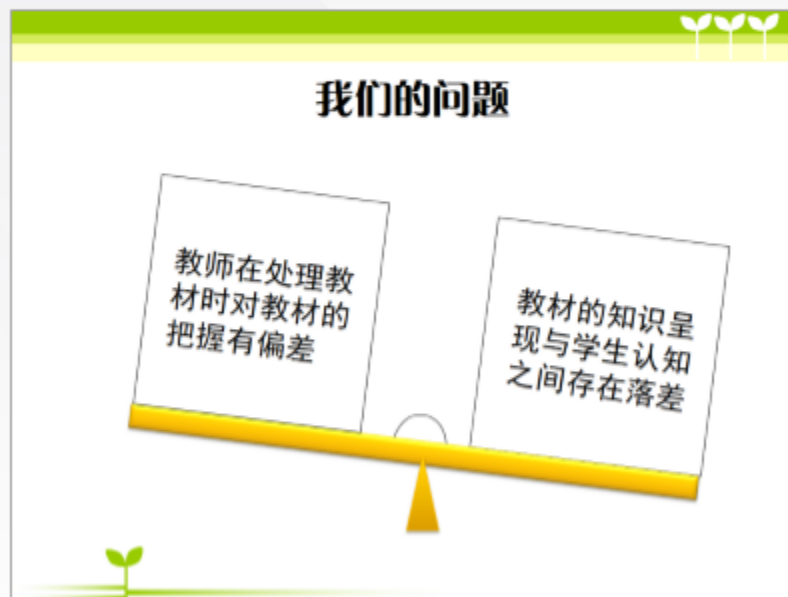 我们的问题
教师在处理教
材时对教材的
把握有偏差
教材的知识呈
现与学生认知
之间存在落差